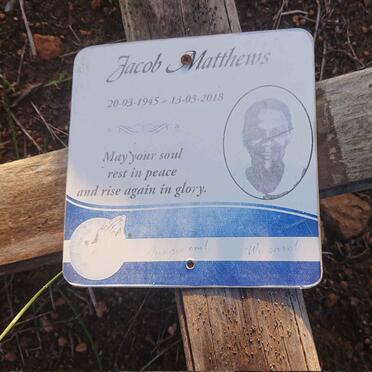 Jacob Matthews
20-03-1945 - 13-03-2018
May your soul
rest in peace
and rise again in glory.